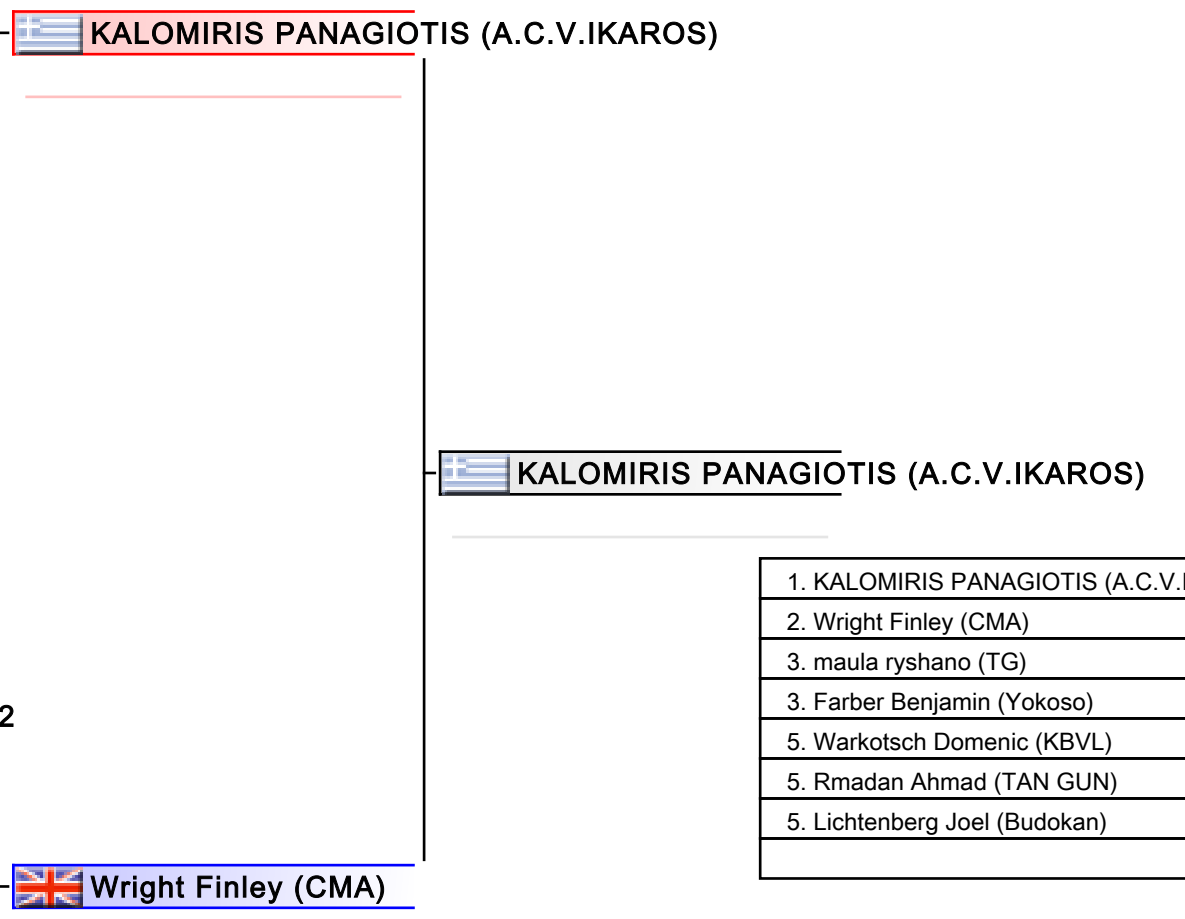 KALOMIRIS PANAGIOTIS (A.C.V.IKAROS)
KALOMIRIS PANAGIOTIS (A.C.V.IKAROS)
1. KALOMIRIS PANAGIOTIS (A.C.V.
2. Wright Finley (CMA)
3. maula ryshano (TG)
3. Farber Benjamin (Yokoso)
2
5. Warkotsch Domenic (KBVL)
5. Rmadan Ahmad (TAN GUN)
5. Lichtenberg Joel (Budokan)
Wright Finley (CMA)